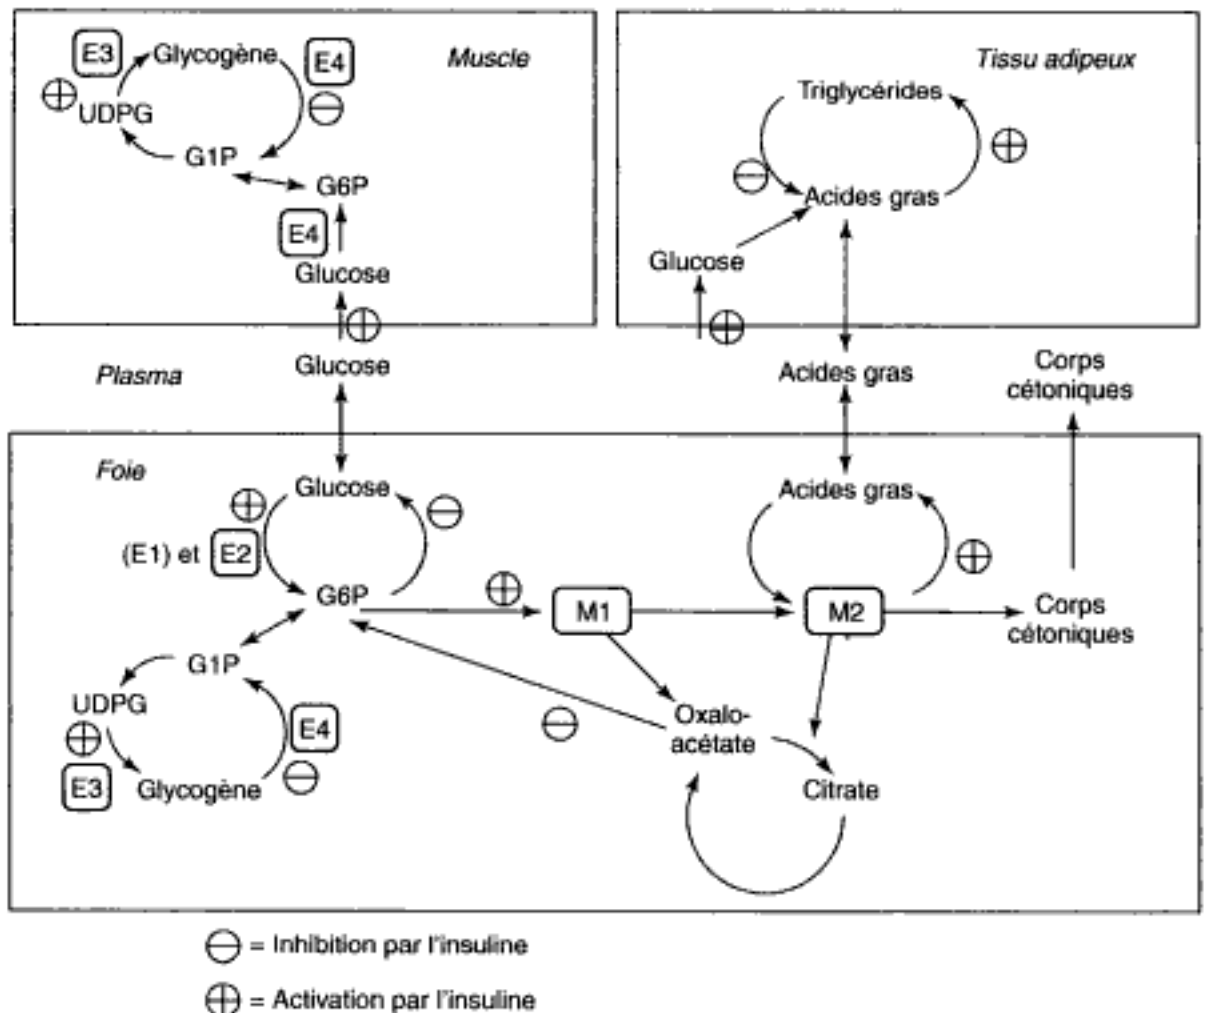 Muscle
E3
Glycogène
E4
UDPG
G1P
G6P
E4
Glucose
Tissu adipeux
Triglycérides
Acides gras
Glucose
Plasma
Glucose
Acides gras
Corps
cétoniques
Foie
Glucose
(E1) et E2
G6P
G1P
UDPG
E4
E3
Glycogène
M1
Oxalo-
acétate
Citrate
Acides gras
M2
Corps
cétoniques
⊖ = Inhibition par l'insuline
⊕ = Activation par l'insuline